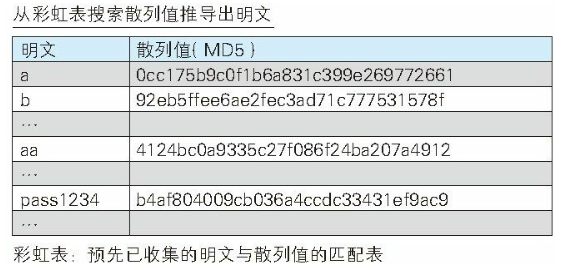 从彩虹表搜索散列值推导出明文
明文 散列值( MD5 )
a 0cc175b9c0f1b6a831c399e269772661
b 92eb5ffee6ae2fec3ad71c777531578f
…
aa 4124bc0a9335c27f086f24ba207a4912
…
pass1234 b4af804009cb036a4ccdc33431ef9ac9
…
彩虹表：预先已收集的明文与散列值的匹配表